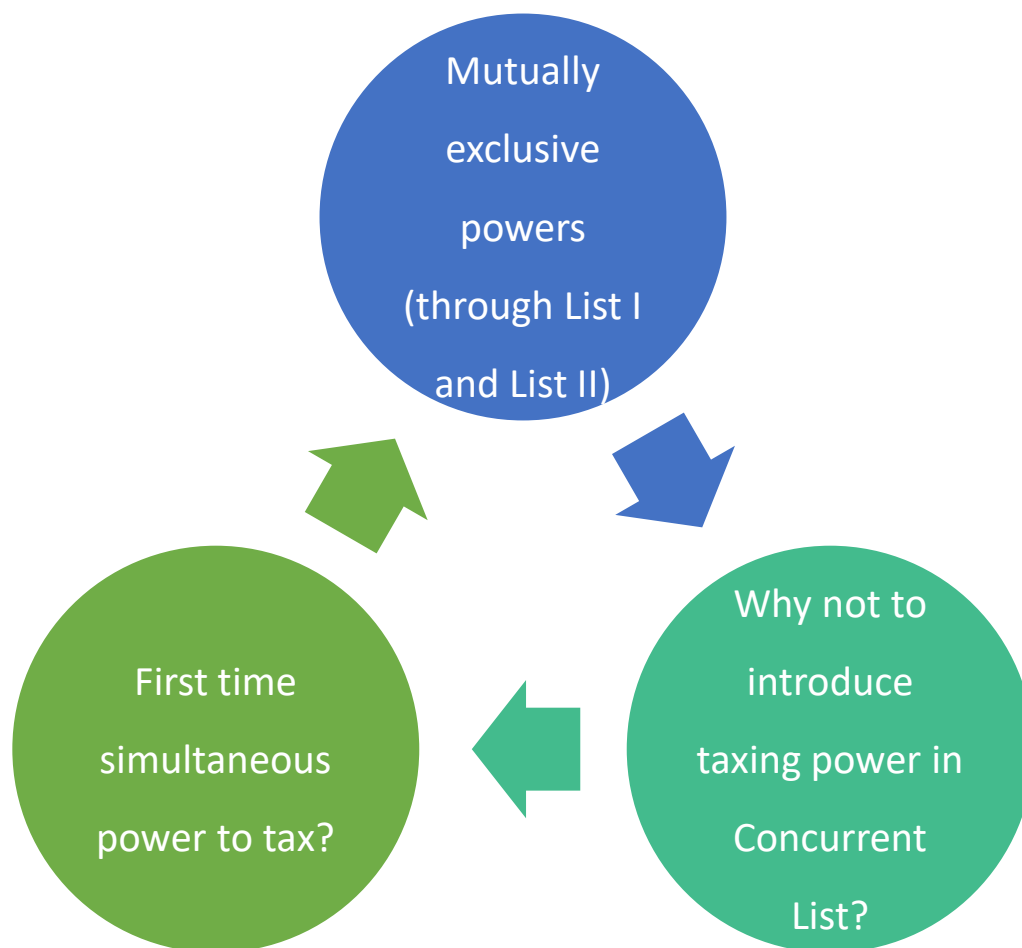 Mutually
exclusive
powers
(through List I
and List II)
Why not to
introduce
taxing power in
Concurrent
List?
First time
simultaneous
power to tax?